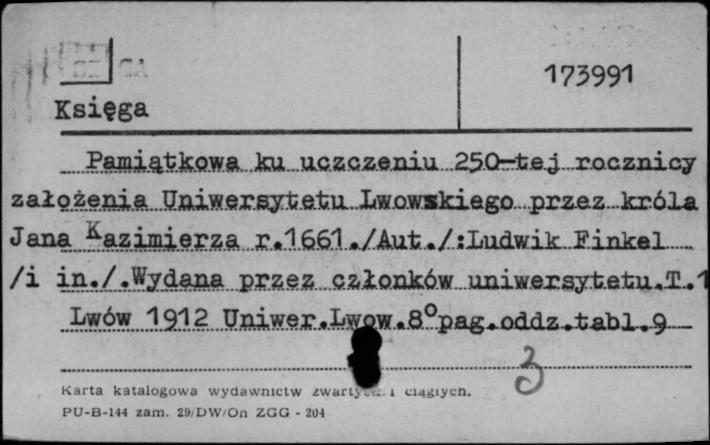 173991
Księga
Pamiątkowa ku uczczeniu 250-tej rocznicy
założenia Uniwersytetu Lwowskiego przez króla
Jana Kazimierza r.1661./Aut./:Ludwik Finkel
/i in./.Wydana przez członków uniwersytetu.T.1
Lwów 1912 Uniwer.Lwow.8°pag.oddz.tabl.9
3
Karta katalogowa wydawnictw i ciągłych.
PU-B-144 zam. 29/DW/On ZGG - 204